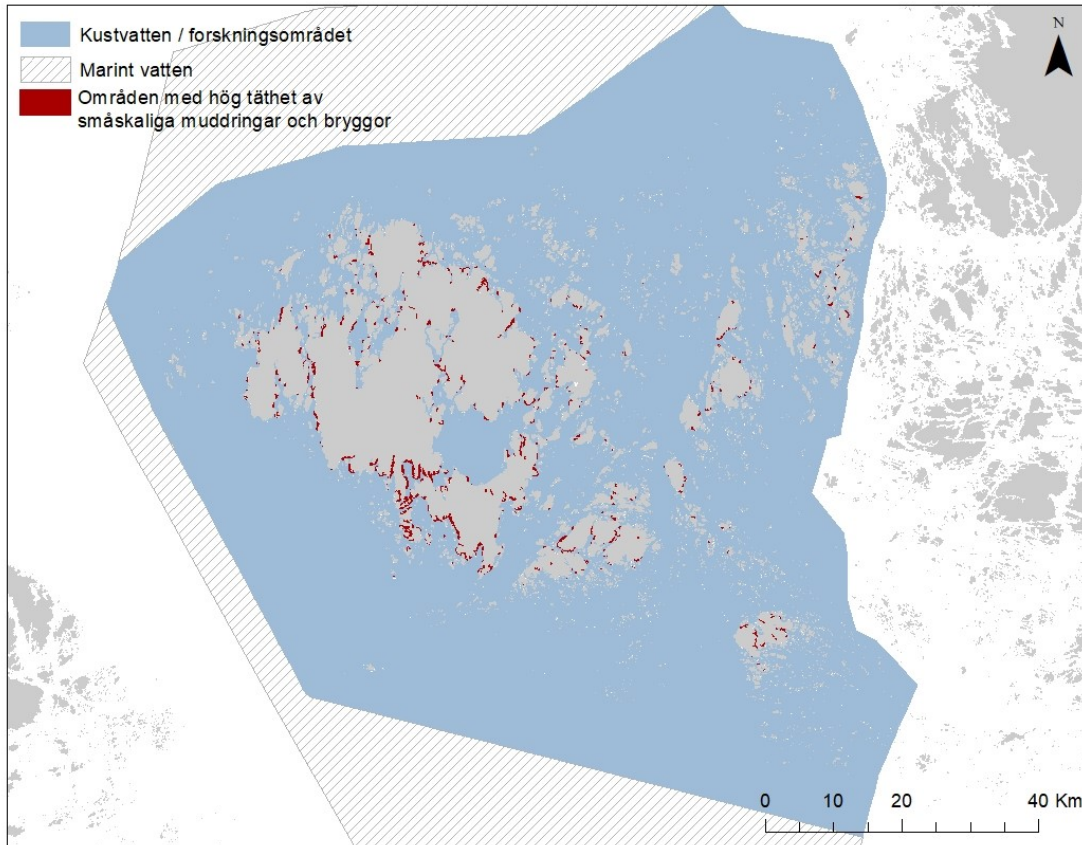 Kustvatten / forskningsområdet
Marint vatten
Områden med hög täthet av
småskaliga muddringar och bryggor
N
0 10 20 40 Km